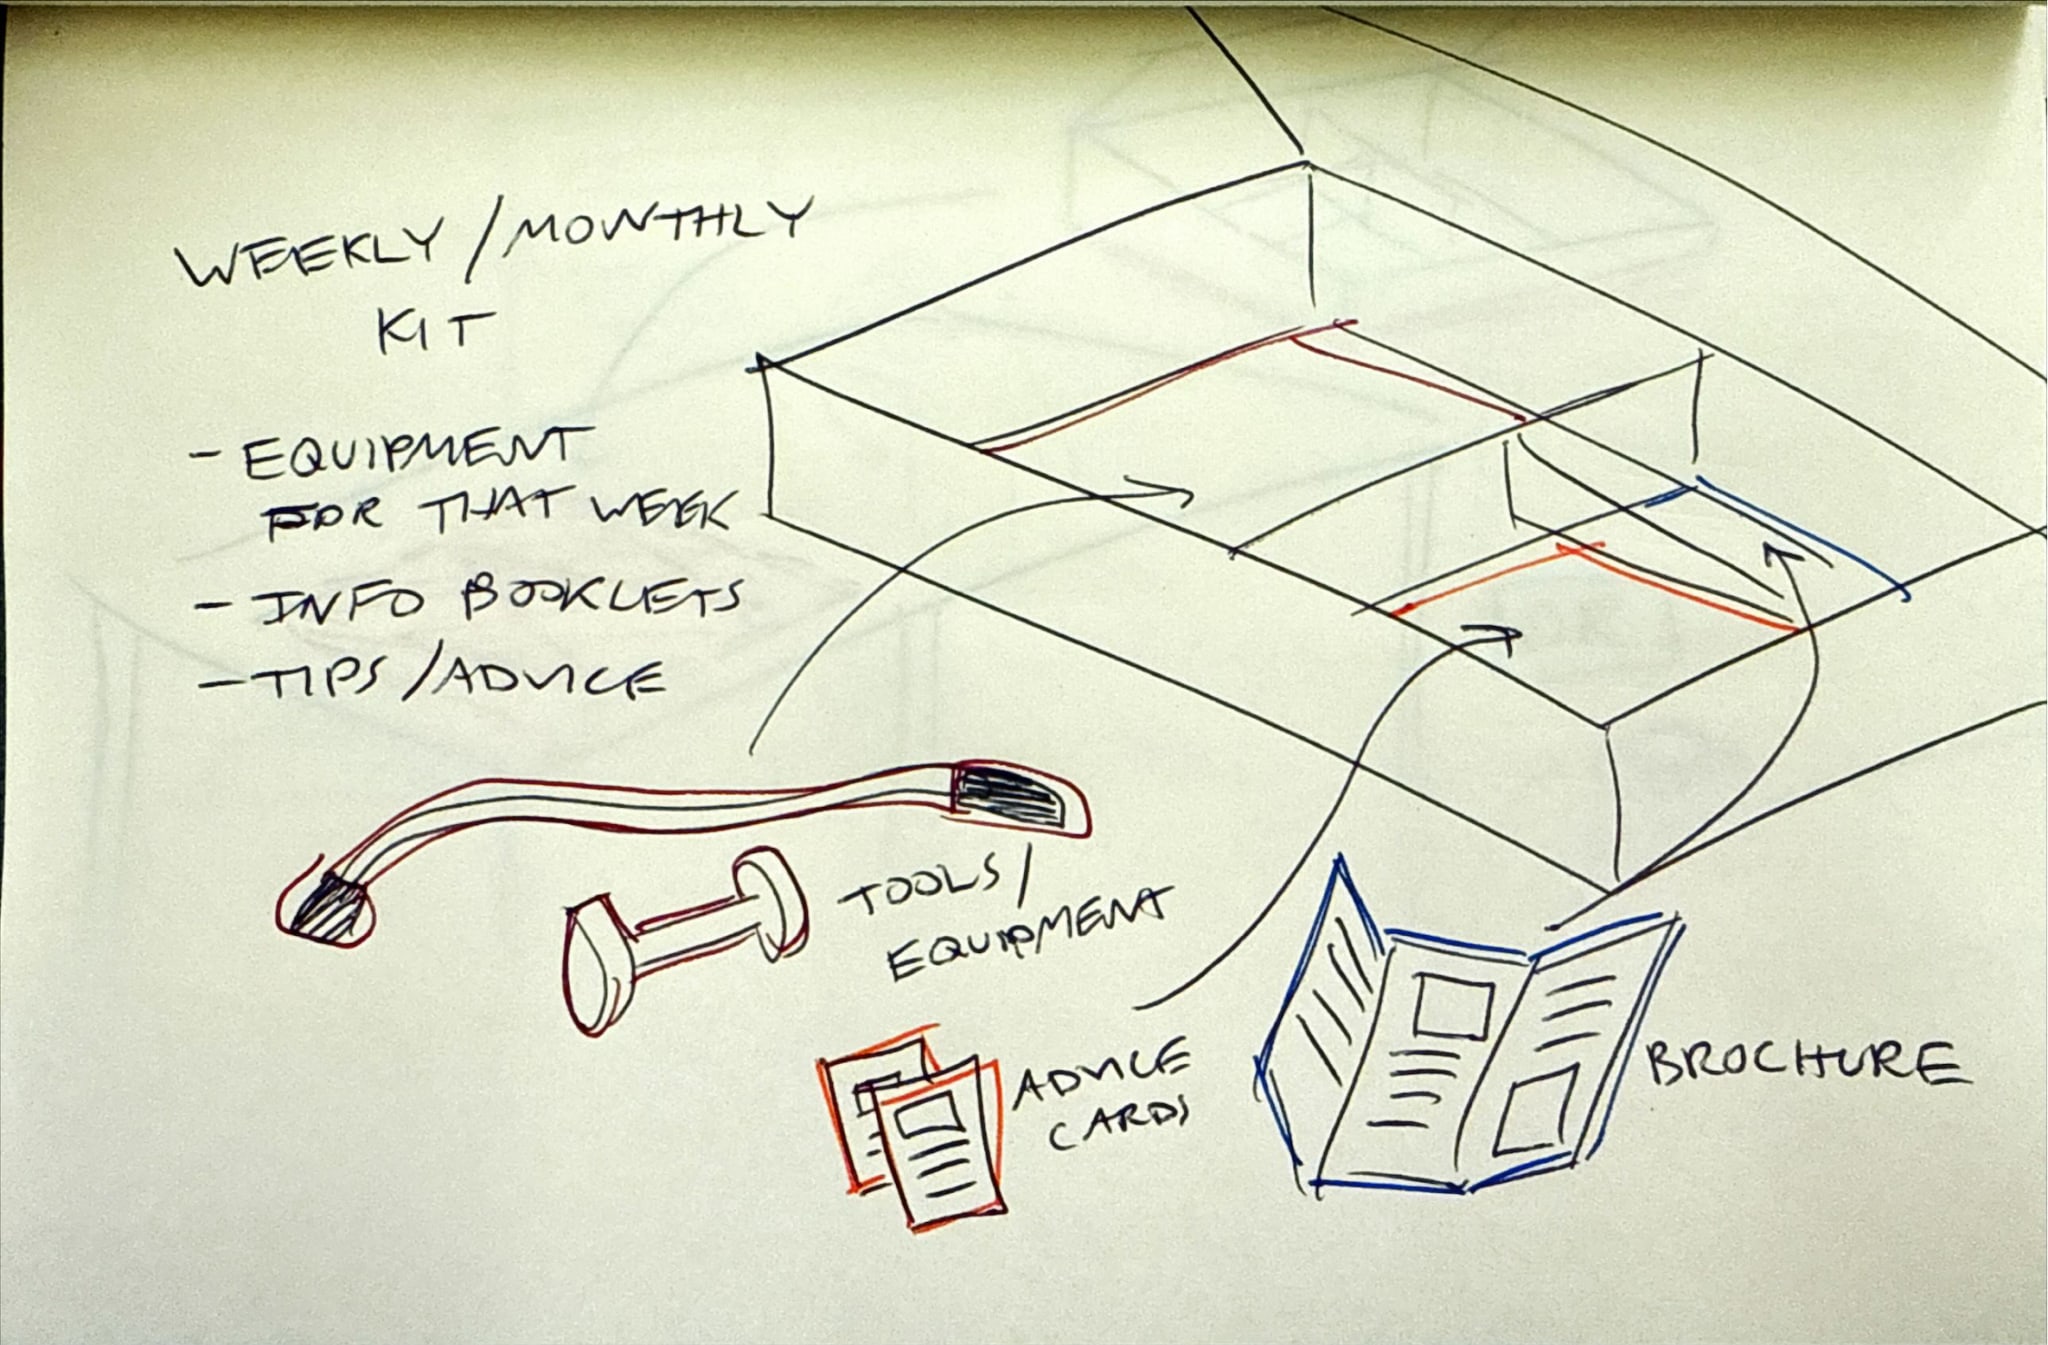 WEEKLY/MONTHLY
KIT
- EQUIPMENT
FOR THAT WEEK
- INFO BOOKLETS
- TIPS/ADVICE
TOOLS/
EQUIPMENT
ADVICE
CARDS
BROCHURE